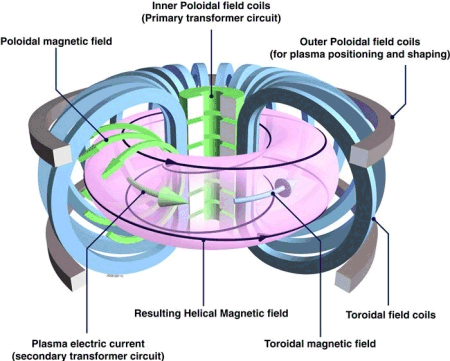 Inner Poloidal field coils
(Primary transformer circuit)
Poloidal magnetic field
Outer Poloidal field coils
(for plasma positioning and shaping)
Resulting Helical Magnetic field
Toroidal field coils
Plasma electric current
(secondary transformer circuit)
Toroidal magnetic field